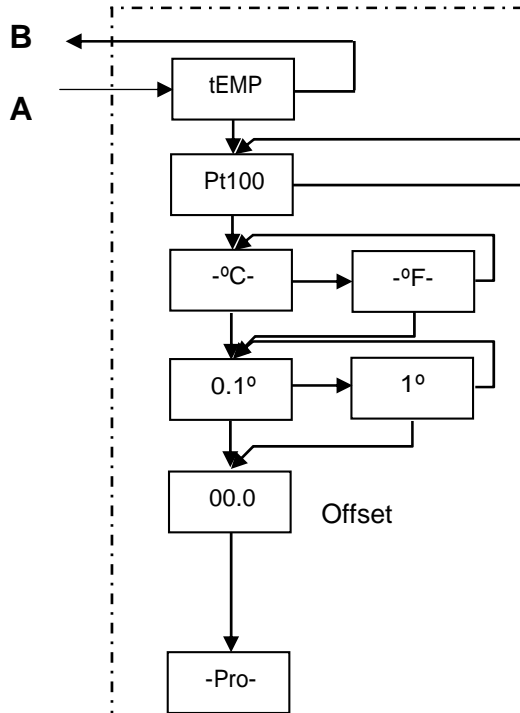 B
A
tEMP
Pt100
-ºC-
-ºF-
0.1º
1º
00.0
Offset
-Pro-